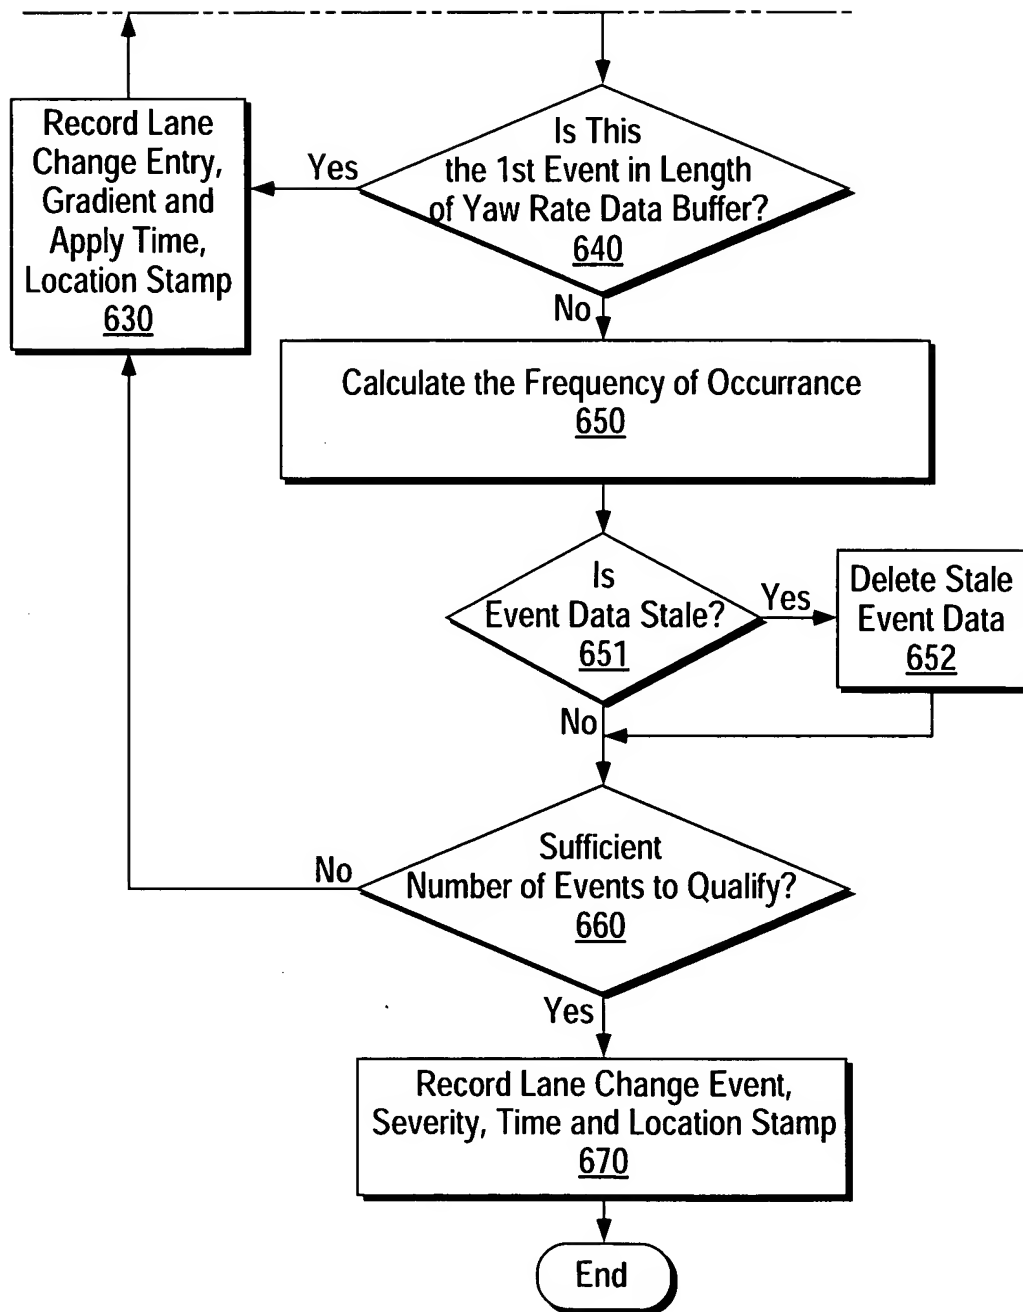 Record Lane
Change Entry,
Gradient and
Apply Time,
Location Stamp
630
Yes
Is This
the 1st Event in Length
of Yaw Rate Data Buffer?
640
No
Calculate the Frequency of Occurrance
650
Is
Event Data Stale?
651
Yes
Delete Stale
Event Data
652
No
Sufficient
Number of Events to Qualify?
660
No
Yes
Record Lane Change Event,
Severity, Time and Location Stamp
670
End